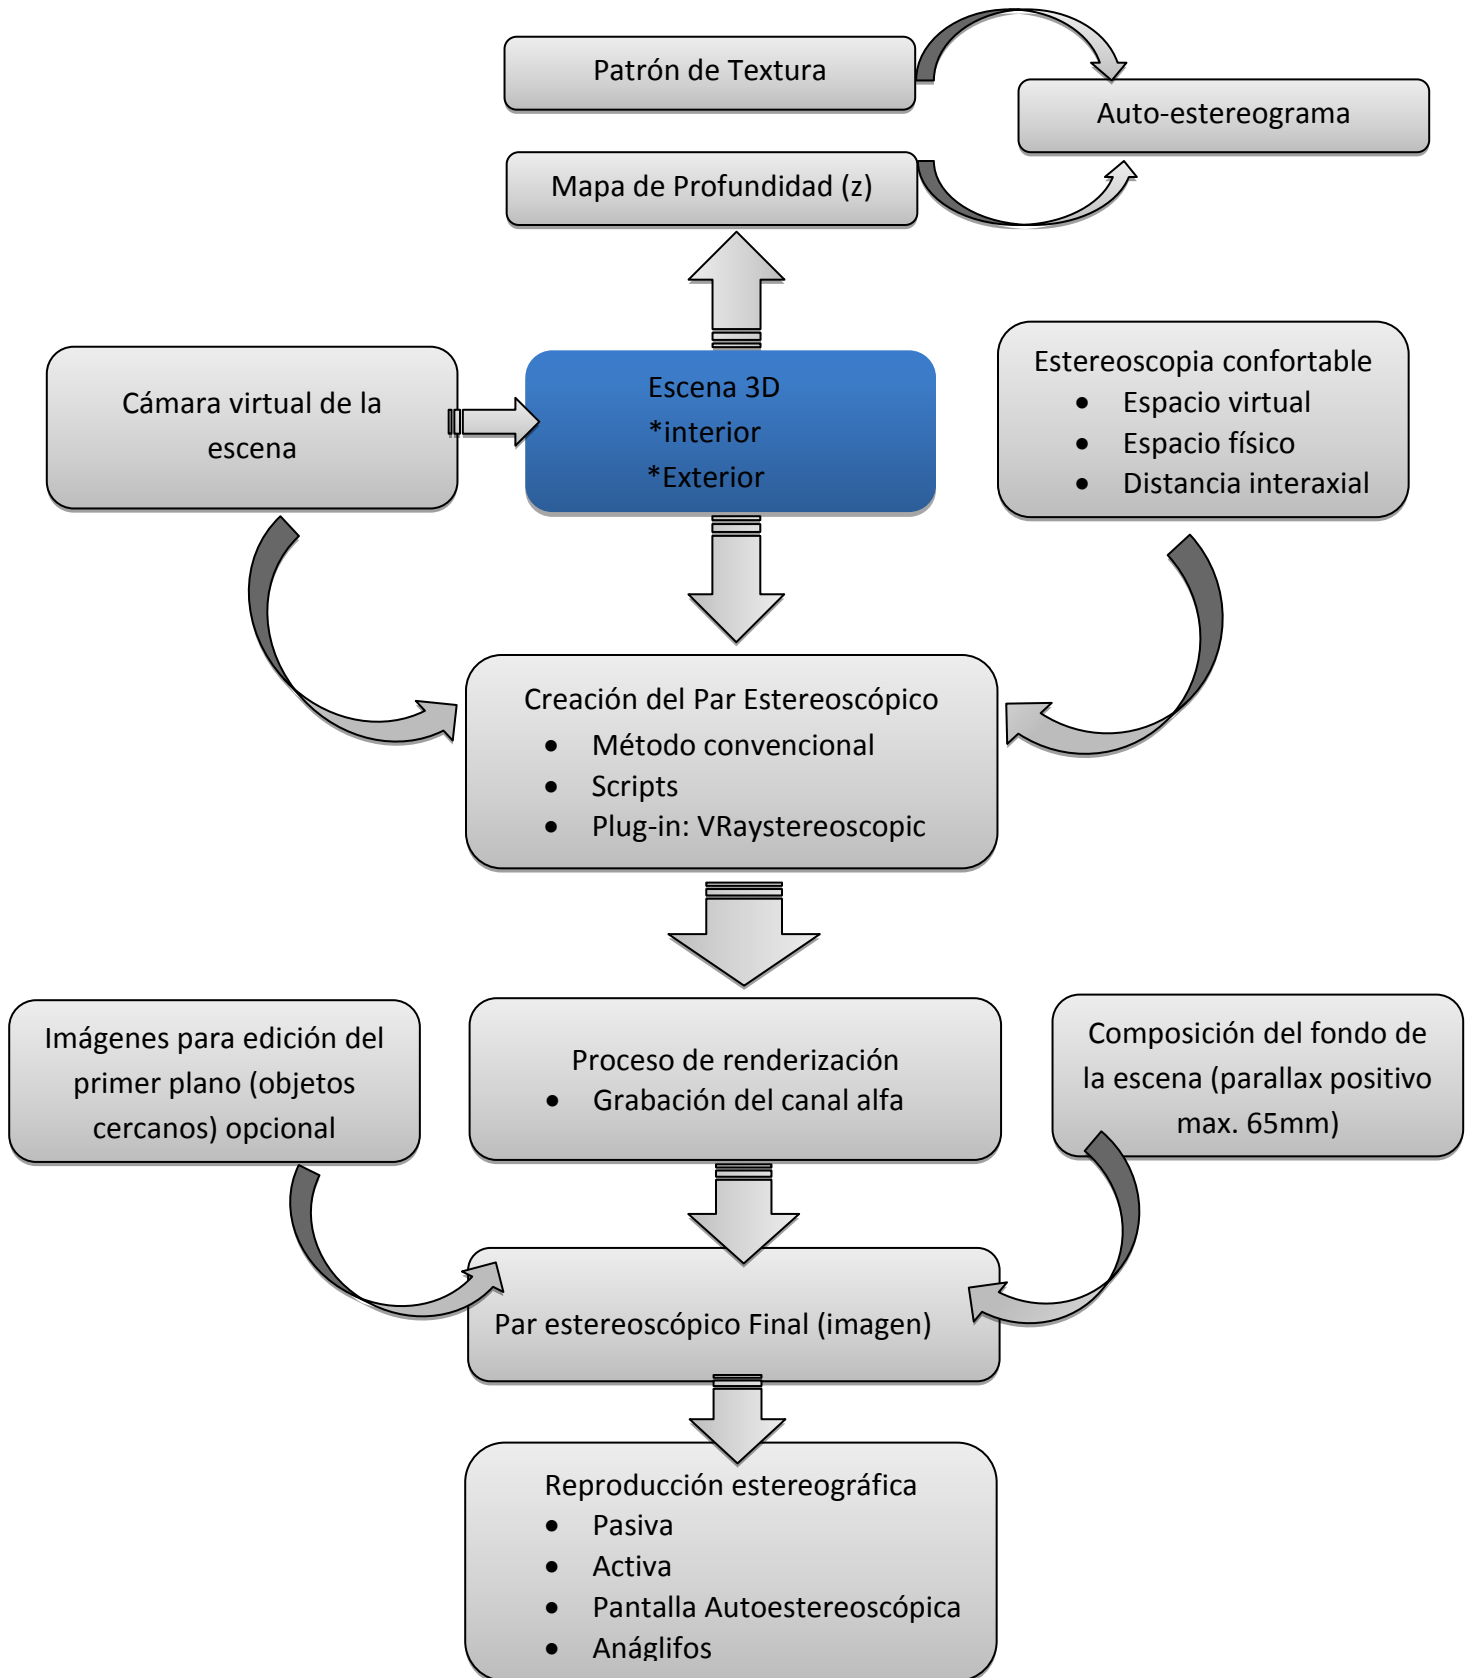 Patrón de Textura
Auto-estereograma
Mapa de Profundidad (z)
Cámara virtual de la
escena
Escena 3D
*interior
*Exterior
Estereoscopia confortable
• Espacio virtual
• Espacio físico
• Distancia interaxial
Creación del Par Estereoscópico
• Método convencional
• Scripts
• Plug-in: VRaystereoscopic
Imágenes para edición del
primer plano (objetos
cercanos) opcional
Proceso de renderización
• Grabación del canal alfa
Composición del fondo de
la escena (parallax positivo
max. 65mm)
Par estereoscópico Final (imagen)
Reproducción estereográfica
• Pasiva
• Activa
• Pantalla Autoestereoscópica
• Anáglifos